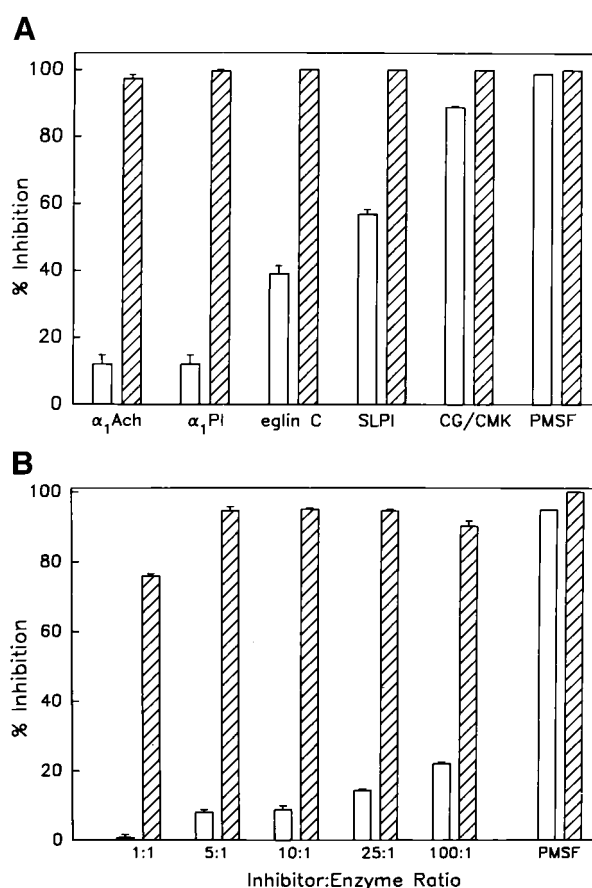 A
100
80
60
40
20
0
% Inhibition
α₁Ach α₁PI eglin C SLPI CG/CMK PMSF
B
100
80
60
40
20
0
% Inhibition
1:1 5:1 10:1 25:1 100:1 PMSF
Inhibitor:Enzyme Ratio